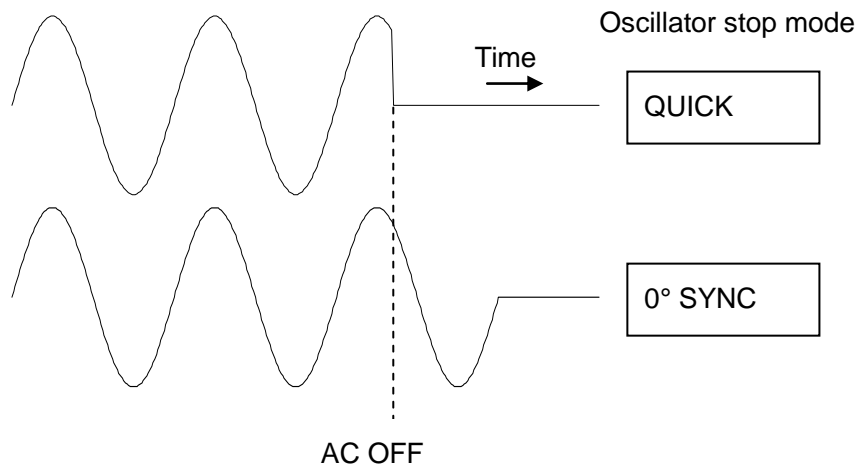 Oscillator stop mode
Time
QUICK
0° SYNC
AC OFF